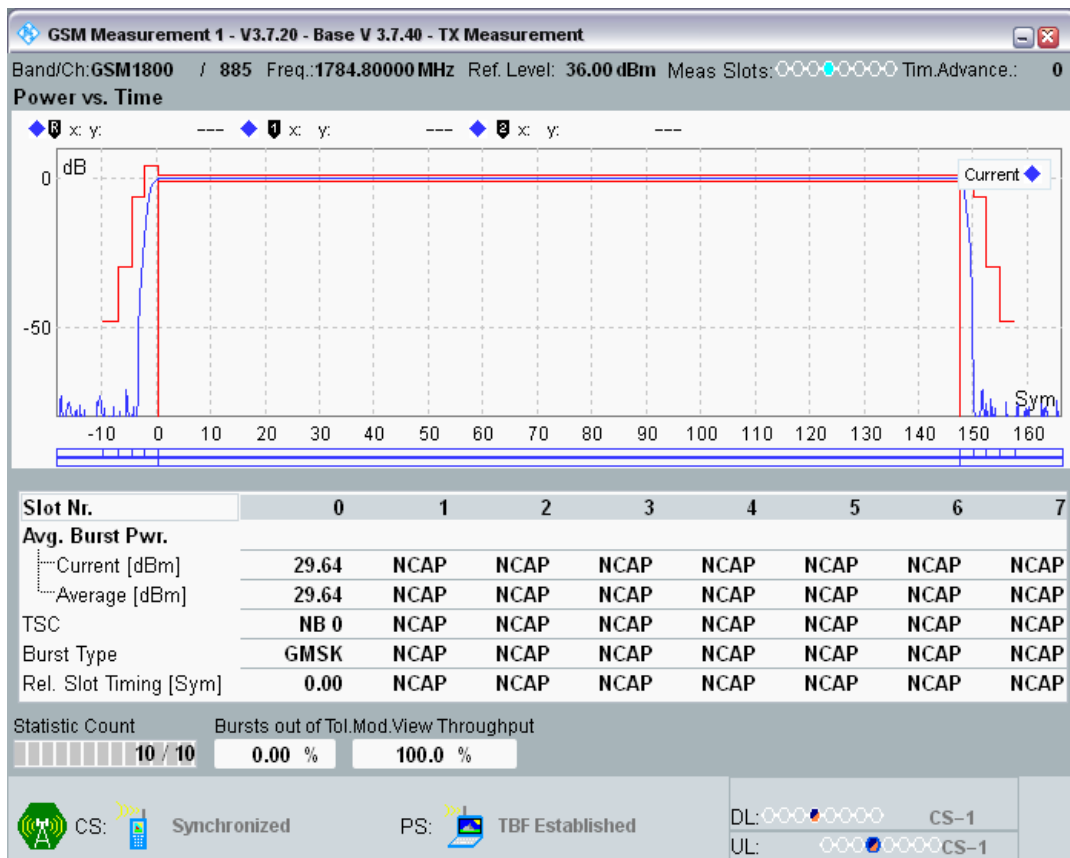 GSM Measurement 1 - V3.7.20 - Base V 3.7.40 - TX Measurement
Band/Ch:GSM1800 / 885 Freq.:1784.80000 MHz Ref. Level: 36.00 dBm Meas Slots: Tim.Advance.: 0
Power vs. Time
R x: y: --- 1 x: y: --- 2 x: y: ---
dB
0
Current
-50
Sym
-10 0 10 20 30 40 50 60 70 80 90 100 110 120 130 140 150 160
Slot Nr. 0 1 2 3 4 5 6 7
Avg. Burst Pwr.
Current [dBm] 29.64 NCAP NCAP NCAP NCAP NCAP NCAP NCAP
Average [dBm] 29.64 NCAP NCAP NCAP NCAP NCAP NCAP NCAP
TSC NB 0 NCAP NCAP NCAP NCAP NCAP NCAP NCAP
Burst Type GMSK NCAP NCAP NCAP NCAP NCAP NCAP NCAP
Rel. Slot Timing [Sym] 0.00 NCAP NCAP NCAP NCAP NCAP NCAP NCAP
Statistic Count Bursts out of Tol.Mod.View Throughput
10 / 10 0.00 % 100.0 %
CS: Synchronized PS: TBF Established
DL: CS-1
UL: CS-1